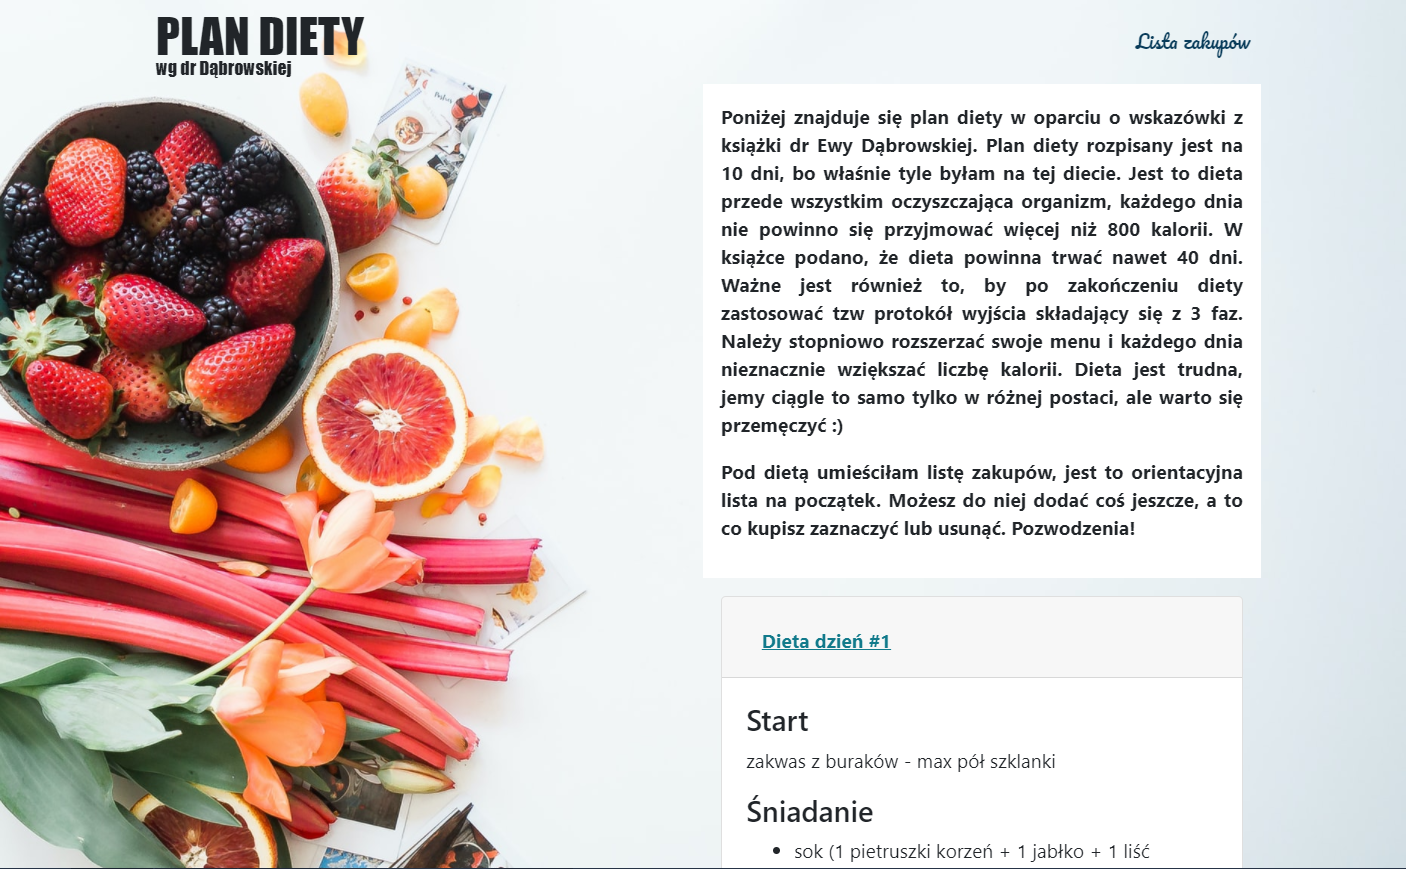 PLAN DIETY
wg dr Dąbrowskiej
Lista zakupów
Poniżej znajduje się plan diety w oparciu o wskazówki z
książki dr Ewy Dąbrowskiej. Plan diety rozpisany jest na
10 dni, bo właśnie tyle byłam na tej diecie. Jest to dieta
przede wszystkim oczyszczająca organizm, każdego dnia
nie powinno się przyjmować więcej niż 800 kalorii. W
książce podano, że dieta powinna trwać nawet 40 dni.
Ważne jest również to, by po zakończeniu diety
zastosować tzw protokół wyjścia składający się z 3 faz.
Należy stopniowo rozszerzać swoje menu i każdego dnia
nieznacznie wziększać liczbę kalorii. Dieta jest trudna,
jemy ciągle to samo tylko w różnej postaci, ale warto się
przemęczyć :)
Pod dietą umieściłam listę zakupów, jest to orientacyjna
lista na początek. Możesz do niej dodać coś jeszcze, a to
co kupisz zaznaczyć lub usunąć. Pozwodzenia!
Dieta dzień #1
Start
zakwas z buraków - max pół szklanki
Śniadanie
• sok (1 pietruszki korzeń + 1 jabłko + 1 liść